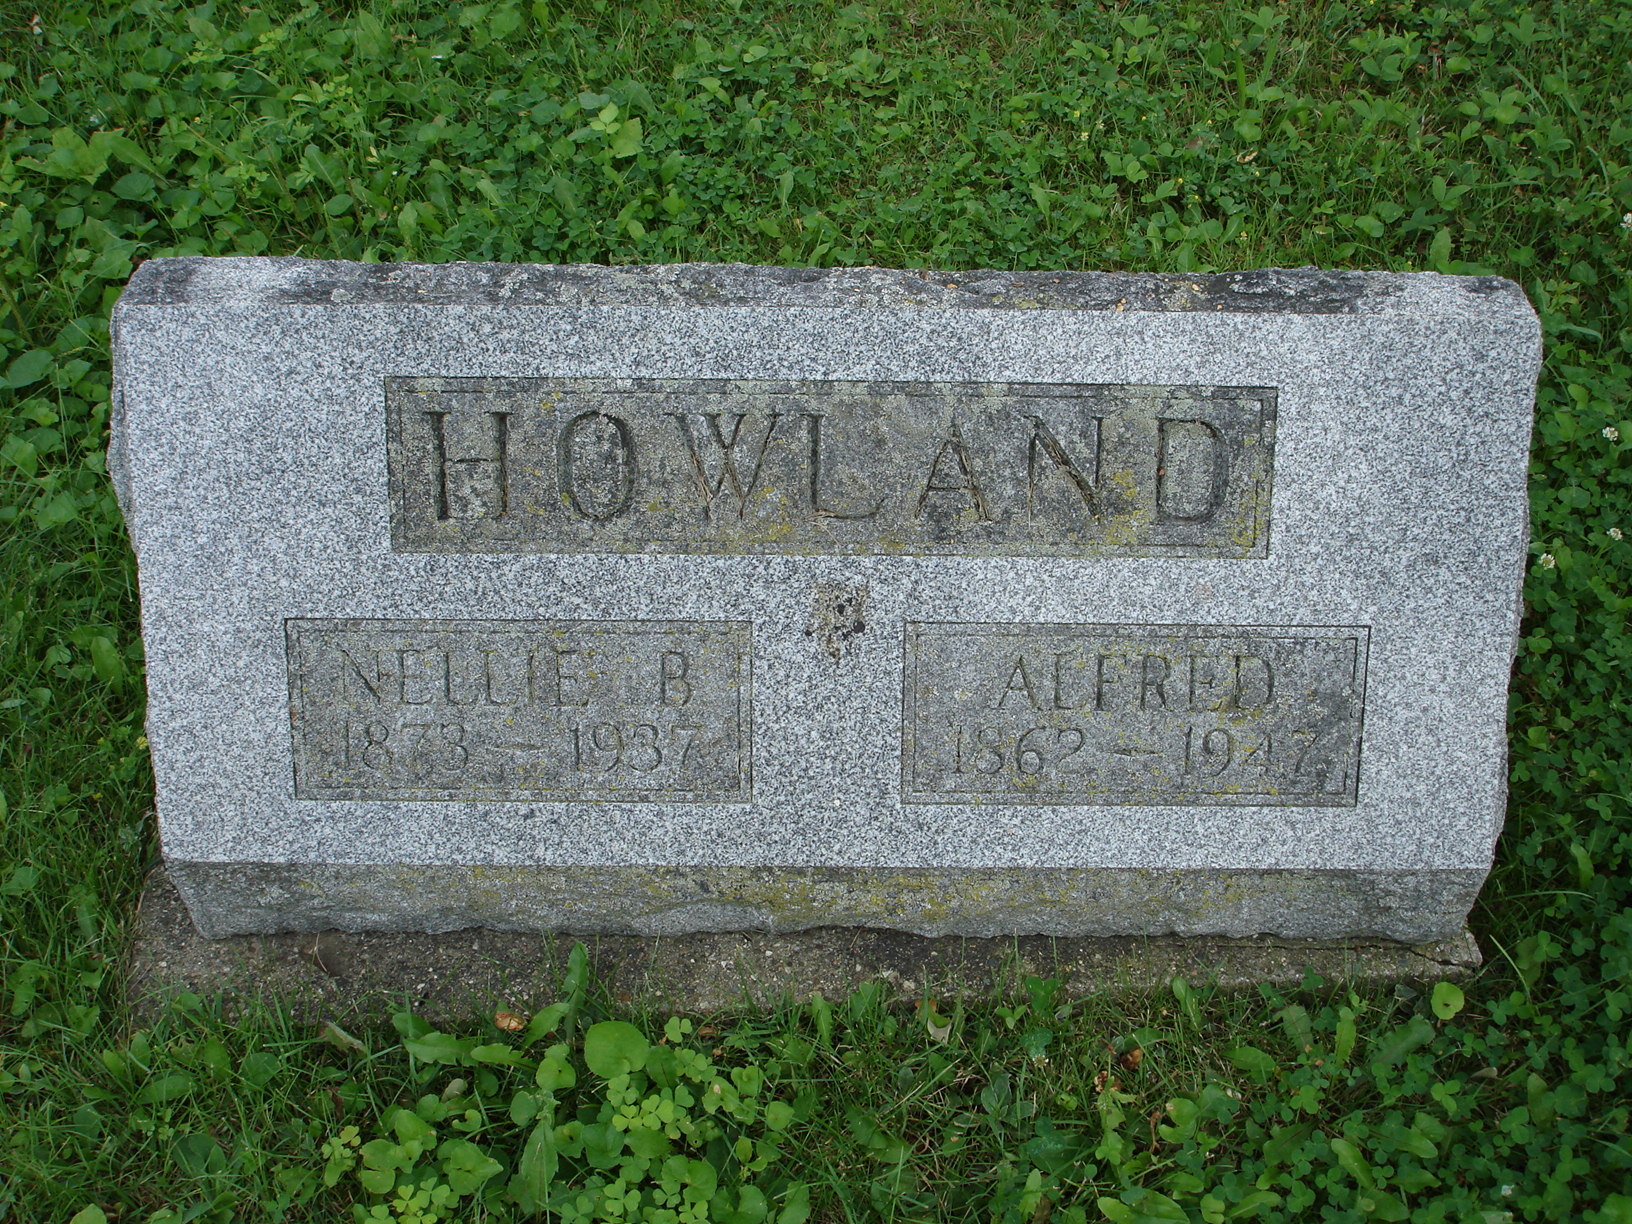 HOWLAND
NELLIE B
1873 – 1937
ALFRED
1862 – 1947